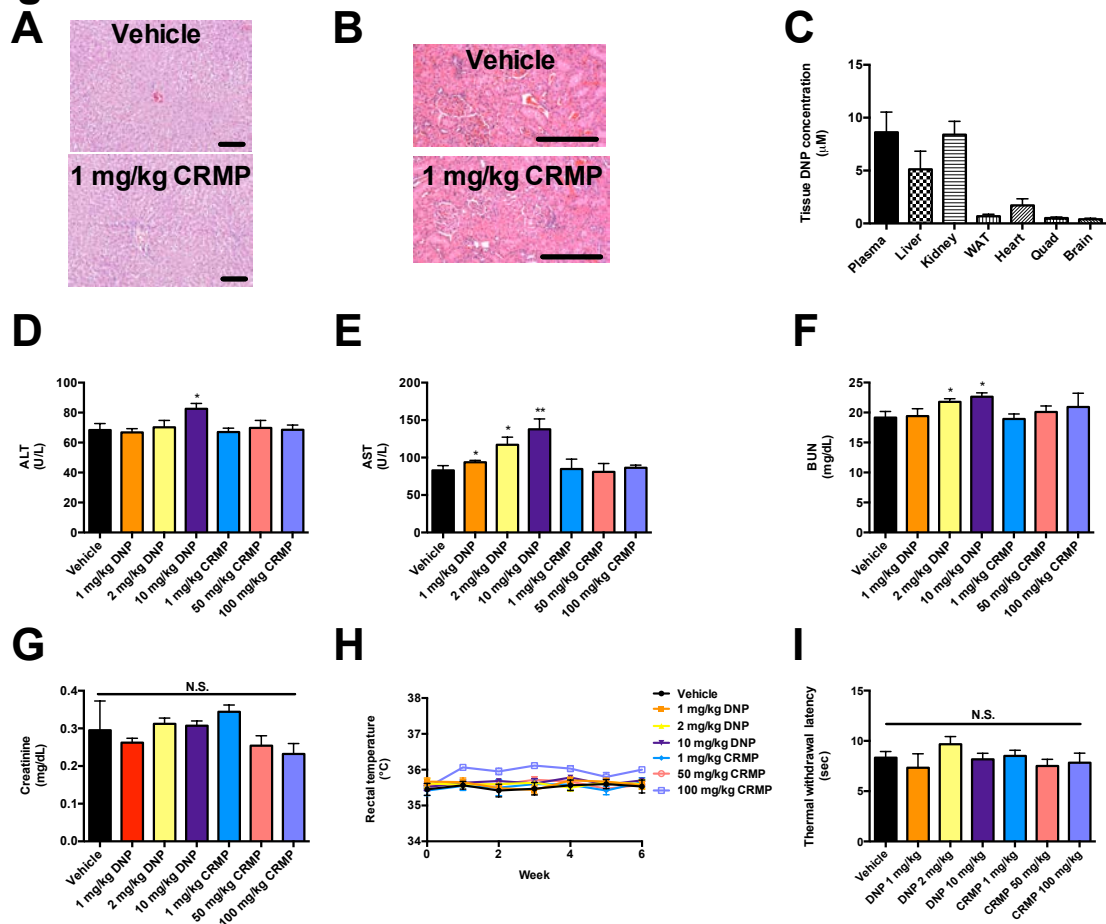 A
Vehicle
1 mg/kg CRMP
B
Vehicle
1 mg/kg CRMP
C
Tissue DNP concentration
(μM)
15
10
5
0
Plasma
Liver
Kidney
WAT
Heart
Quad
Brain
D
ALT
(U/L)
100
80
60
40
20
0
*
Vehicle
1 mg/kg DNP
2 mg/kg DNP
10 mg/kg DNP
1 mg/kg CRMP
50 mg/kg CRMP
100 mg/kg CRMP
E
AST
(U/L)
200
150
100
50
0
*
*
**
Vehicle
1 mg/kg DNP
2 mg/kg DNP
10 mg/kg DNP
1 mg/kg CRMP
50 mg/kg CRMP
100 mg/kg CRMP
F
BUN
(mg/dL)
25
20
15
10
5
0
*
*
Vehicle
1 mg/kg DNP
2 mg/kg DNP
10 mg/kg DNP
1 mg/kg CRMP
50 mg/kg CRMP
100 mg/kg CRMP
G
Creatinine
(mg/dL)
0.4
0.3
0.2
0.1
0.0
N.S.
Vehicle
1 mg/kg DNP
2 mg/kg DNP
10 mg/kg DNP
1 mg/kg CRMP
50 mg/kg CRMP
100 mg/kg CRMP
H
Rectal temperature
(°C)
38
37
36
35
34
0
2
4
6
Week
Vehicle
1 mg/kg DNP
2 mg/kg DNP
10 mg/kg DNP
1 mg/kg CRMP
50 mg/kg CRMP
100 mg/kg CRMP
I
Thermal withdrawal latency
(sec)
15
10
5
0
N.S.
Vehicle
DNP 1 mg/kg
DNP 2 mg/kg
DNP 10 mg/kg
CRMP 1 mg/kg
CRMP 50 mg/kg
CRMP 100 mg/kg